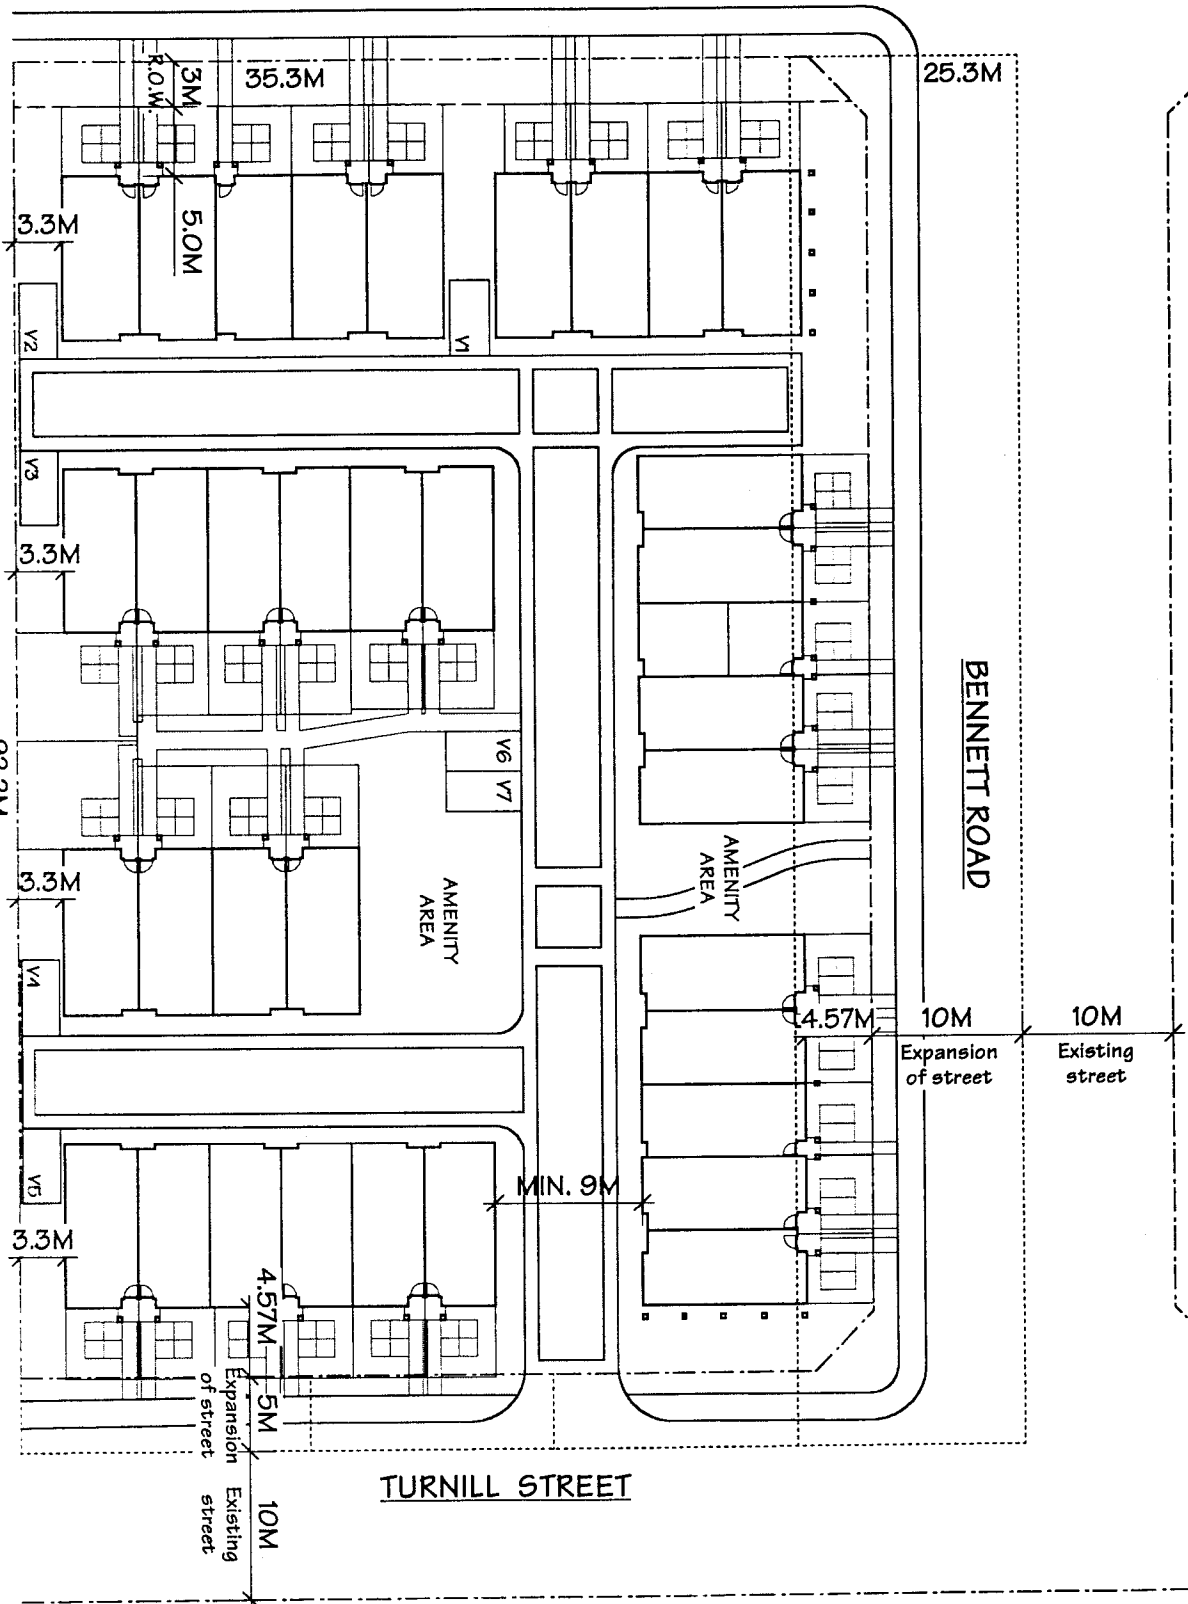 25.3M
35.3M
3M
R.O.W.
5.0M
3.3M
V2
V1
V3
3.3M
BENNETT ROAD
V6
V7
AMENITY
AREA
AMENITY
AREA
3.3M
V4
4.57M
10M
10M
Expansion
of street
Existing
street
V5
MIN. 9M
3.3M
4.57M
5M
Expansion
of street
10M
Existing
street
TURNILL STREET